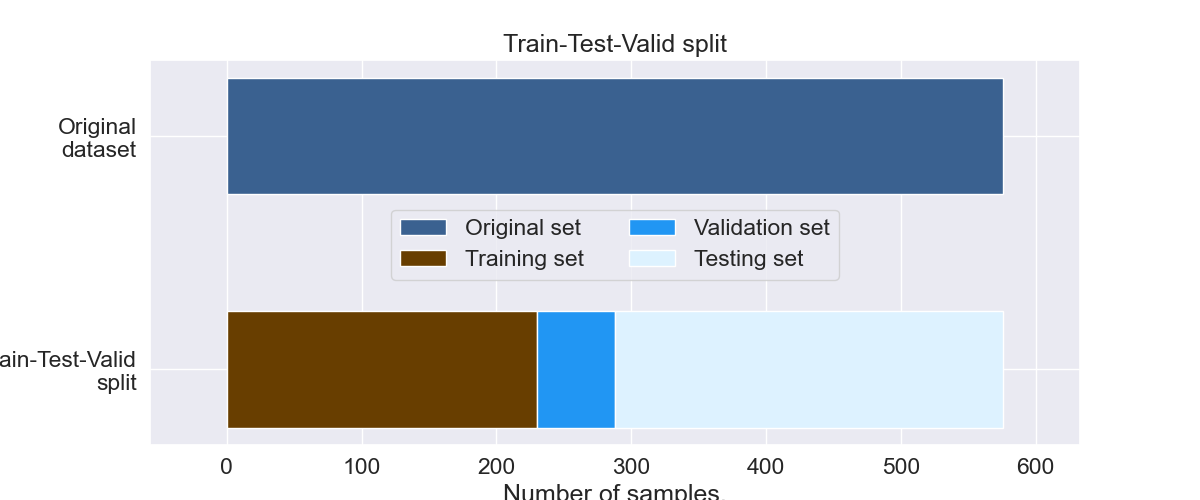 Train-Test-Valid split
Original
dataset
Original set
Validation set
Training set
Testing set
ain-Test-Valid
split
0 100 200 300 400 500 600
Number of samples.